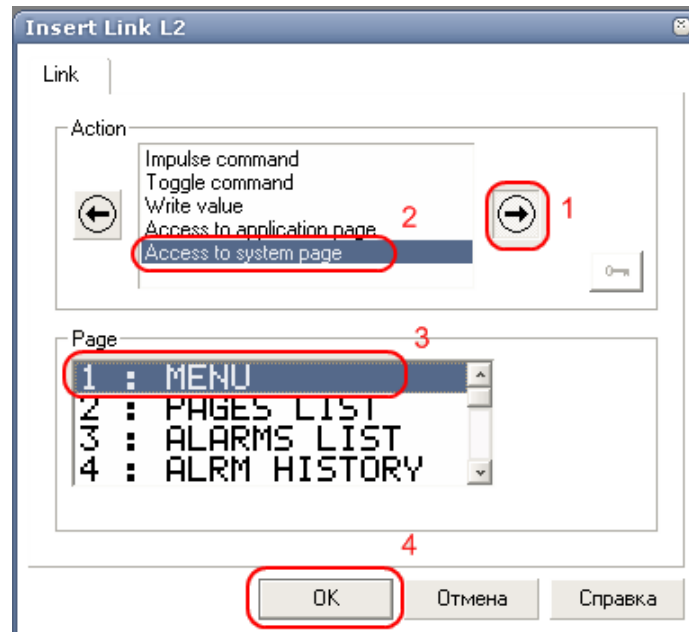 Insert Link L2
Link
Action
Impulse command
Toggle command
Write value
Access to application page
2
1
Access to system page
Page
3
1 : MENU
2 : PAGES LIST
3 : ALARMS LIST
4 : ALRM HISTORY
4
OK Отмена Справка